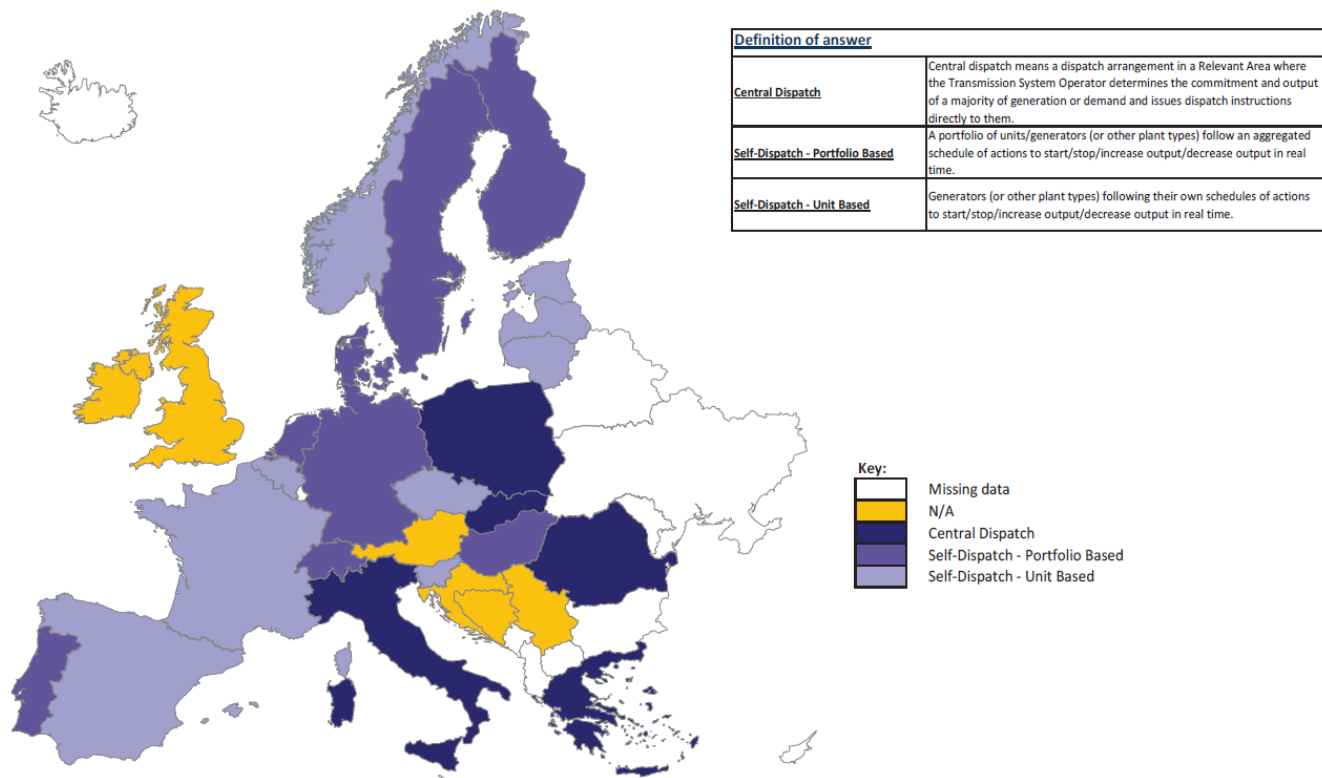 Definition of answer
Central Dispatch
Central dispatch means a dispatch arrangement in a Relevant Area where
the Transmission System Operator determines the commitment and output
of a majority of generation or demand and issues dispatch instructions
directly to them.
Self-Dispatch - Portfolio Based
A portfolio of units/generators (or other plant types) follow an aggregated
schedule of actions to start/stop/increase output/decrease output in real
time.
Self-Dispatch - Unit Based
Generators (or other plant types) following their own schedules of actions
to start/stop/increase output/decrease output in real time.
Key:
Missing data
N/A
Central Dispatch
Self-Dispatch - Portfolio Based
Self-Dispatch - Unit Based